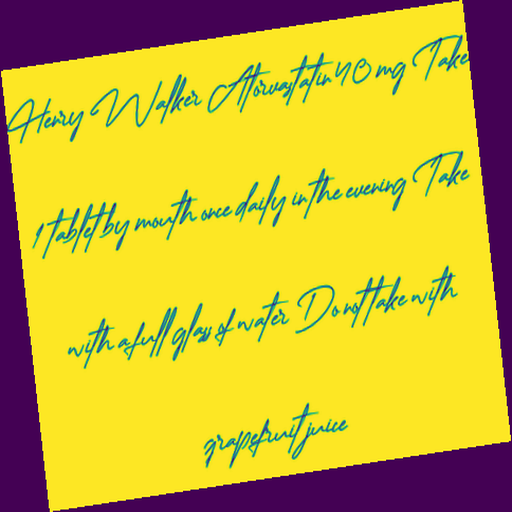 Henry Walker Atorvastatin 40 mg Take
1 tablet by mouth once daily in the evening Take
with a full glass of water Do not take with
grapefruit juice